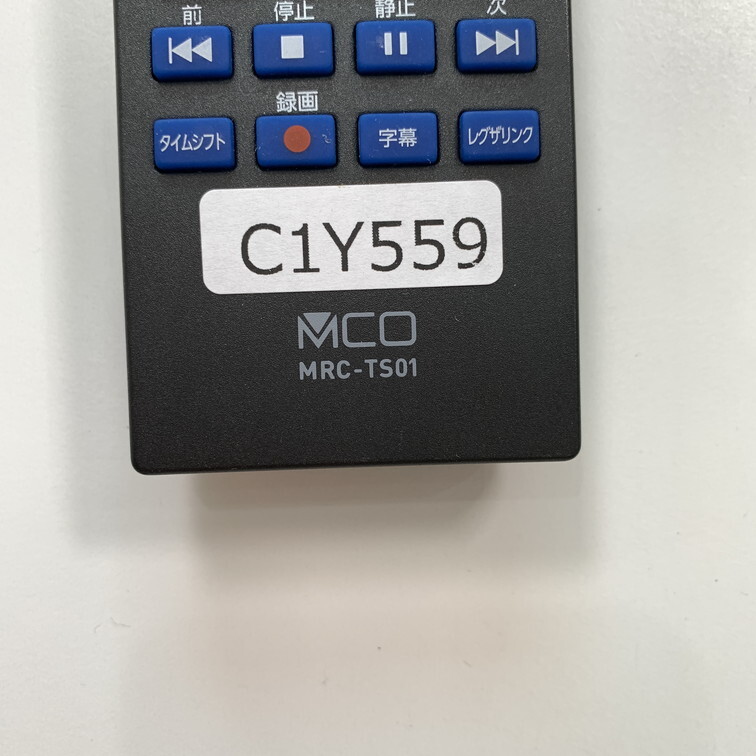 前 停止 静止 次
録画
タイムシフト 字幕 レグザリンク
C1Y559
MCO
MRC-TS01